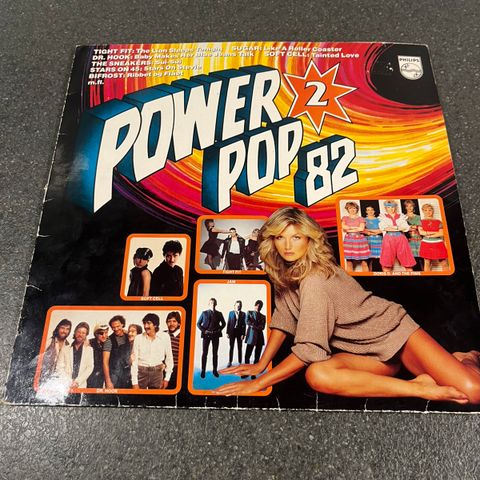 TIGHT FIT: The Lion Sleeps Tonight SUGAR: Like A Roller Coaster
DR. HOOK: Baby Makes Her Blue Jeans Talk SOFT CELL: Tainted Love
THE SNEAKERS: Sui-Sui
STARS ON 45: Stars On Stevie
BIFROST: Ribbet og Flået
m.fl.
PHILIPS
POWER 2
POP 82
SOFT CELL
TIGHT FIT
JAM